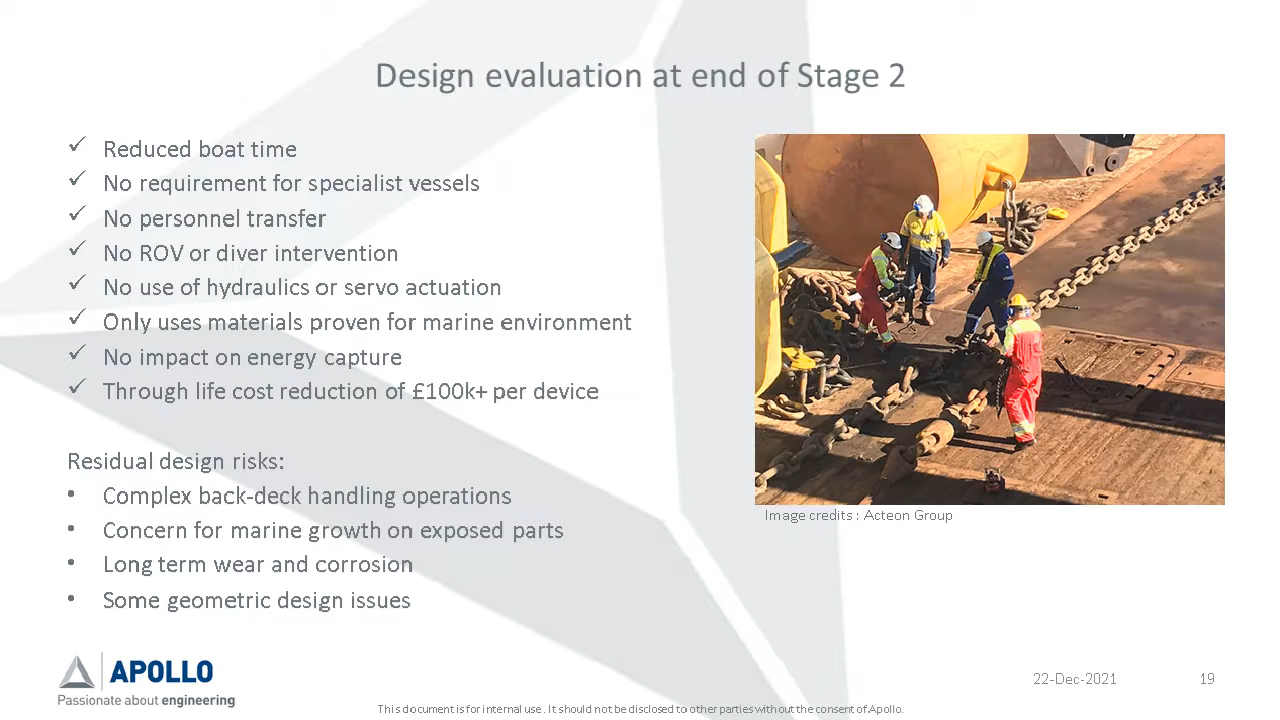 Design evaluation at end of Stage 2
✓ Reduced boat time
✓ No requirement for specialist vessels
✓ No personnel transfer
✓ No ROV or diver intervention
✓ No use of hydraulics or servo actuation
✓ Only uses materials proven for marine environment
✓ No impact on energy capture
✓ Through life cost reduction of £100k+ per device
Residual design risks:
• Complex back-deck handling operations
• Concern for marine growth on exposed parts
• Long term wear and corrosion
• Some geometric design issues
Image credits : Acteon Group
APOLLO
Passionate about engineering
22-Dec-2021
19
This document is for internal use. It should not be disclosed to other parties without the consent of Apollo.